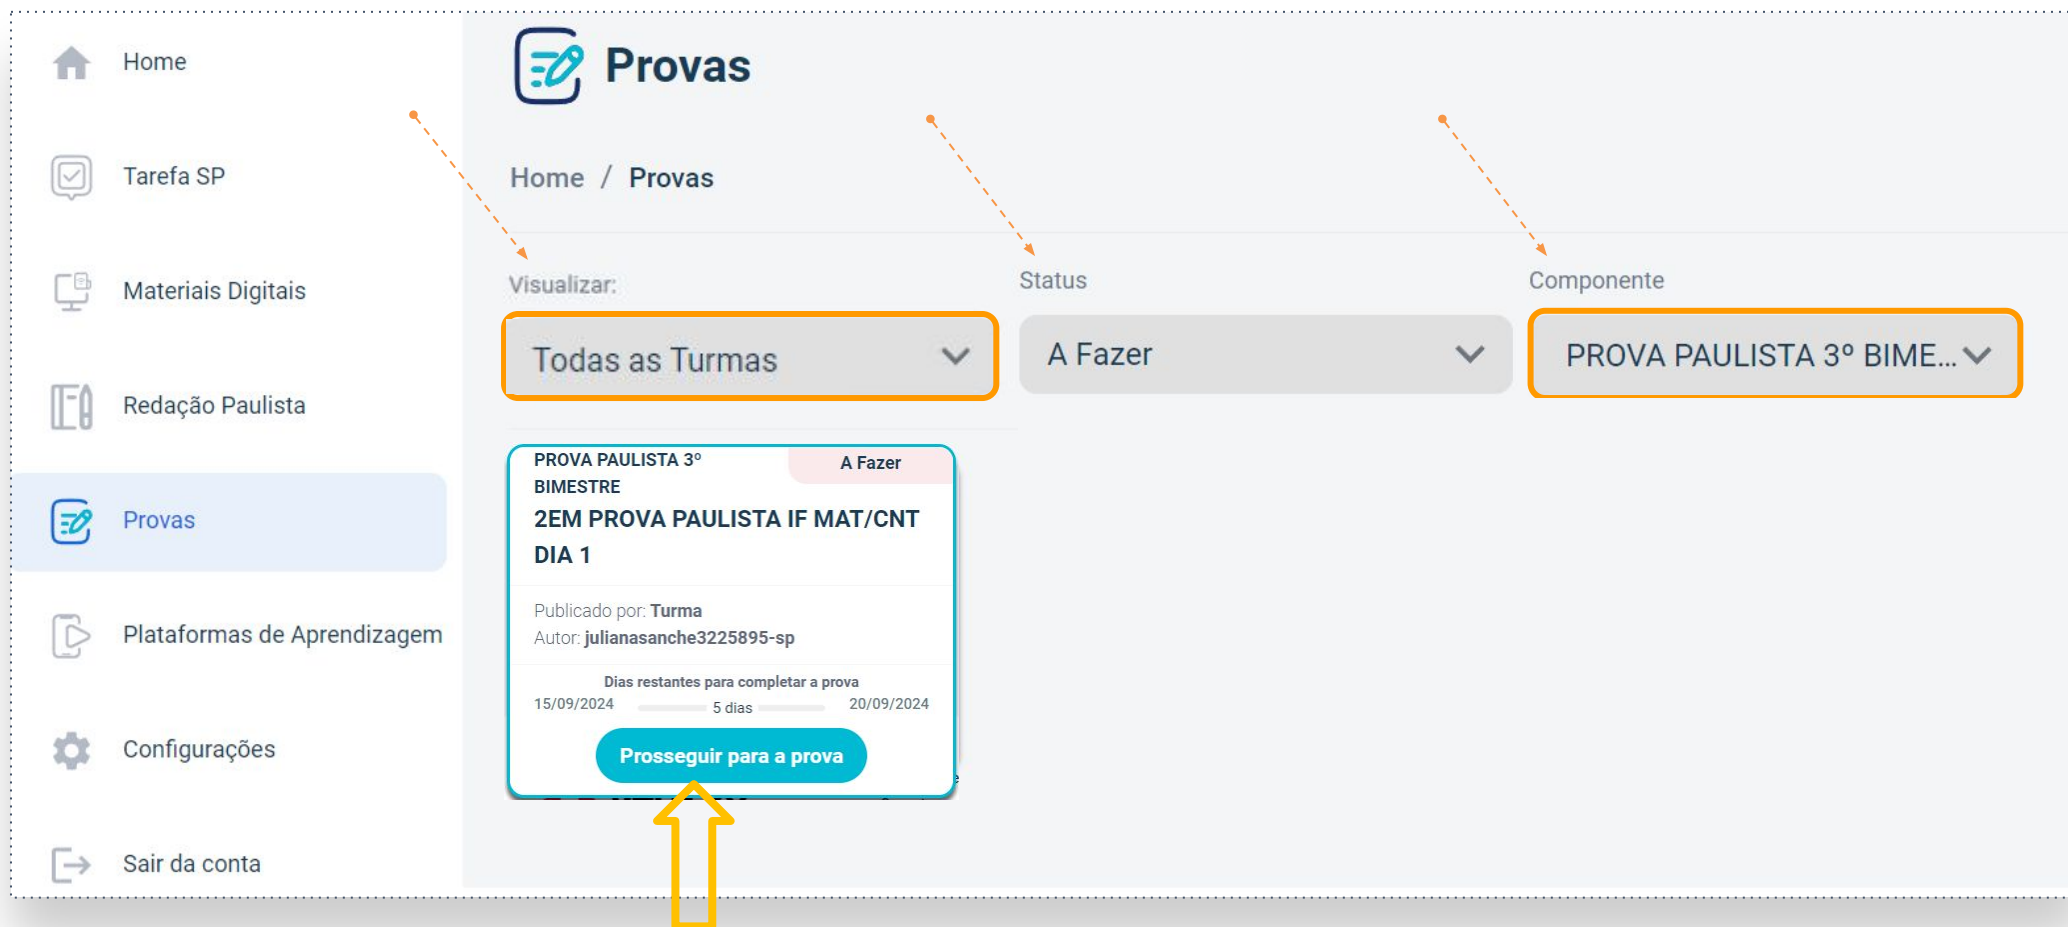 Home
Tarefa SP
Materiais Digitais
Redação Paulista
Provas
Plataformas de Aprendizagem
Configurações
Sair da conta
Provas
Home / Provas
Visualizar:
Todas as Turmas
Status
A Fazer
Componente
PROVA PAULISTA 3º BIME...
PROVA PAULISTA 3º
BIMESTRE
A Fazer
2EM PROVA PAULISTA IF MAT/CNT
DIA 1
Publicado por: Turma
Autor: julianasanche3225895-sp
Dias restantes para completar a prova
15/09/2024 5 dias 20/09/2024
Prosseguir para a prova